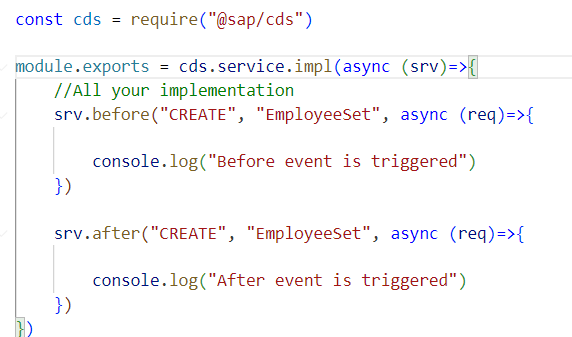 const cds = require("@sap/cds")
module.exports = cds.service.impl(async (srv)=>{
//All your implementation
srv.before("CREATE", "EmployeeSet", async (req)=>{
console.log("Before event is triggered")
})
srv.after("CREATE", "EmployeeSet", async (req)=>{
console.log("After event is triggered")
})
})